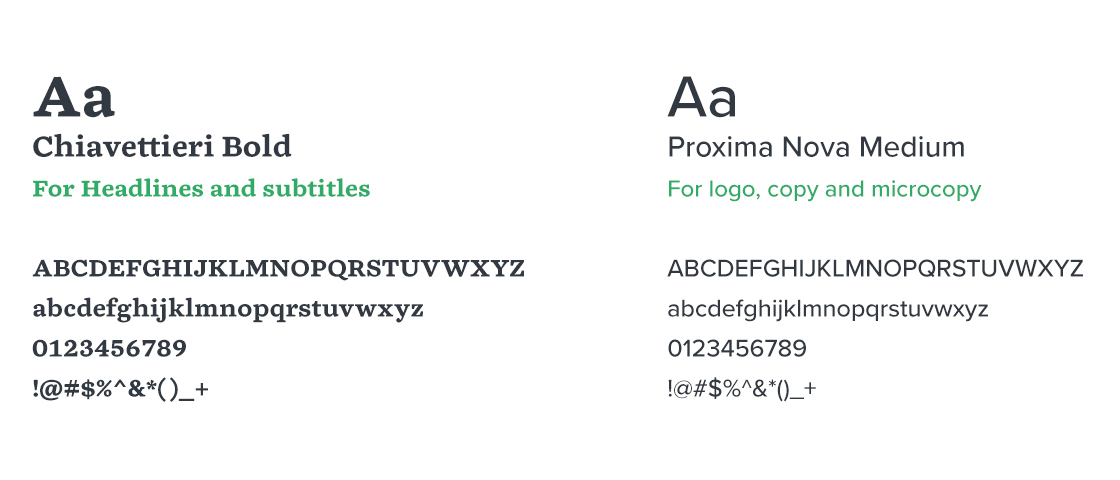 Aa
Chiavettieri Bold
For Headlines and subtitles
ABCDEFGHIJKLMNOPQRSTUVWXYZ
abcdefghijklmnopqrstuvwxyz
0123456789
!@#$%^&*()_+
Aa
Proxima Nova Medium
For logo, copy and microcopy
ABCDEFGHIJKLMNOPQRSTUVWXYZ
abcdefghijklmnopqrstuvwxyz
0123456789
!@#$%^&*()_+